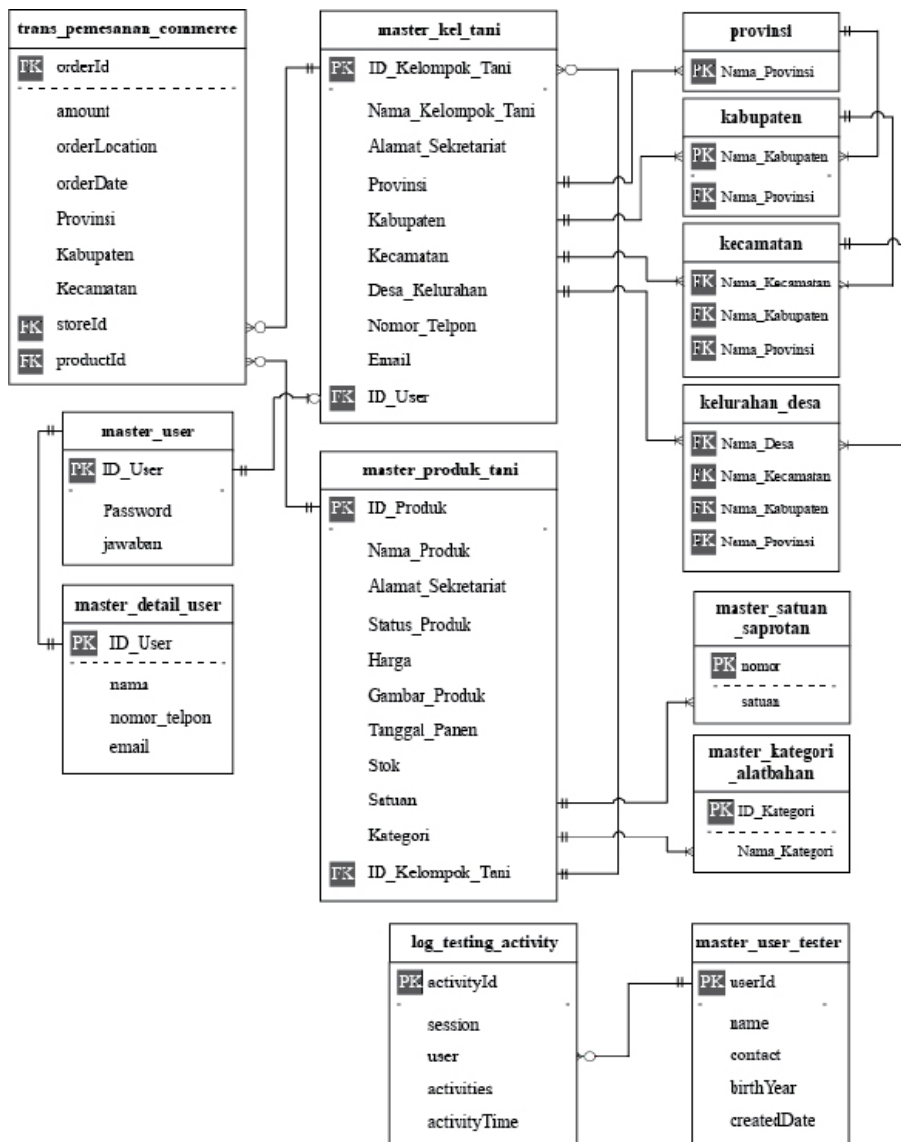 trans_pemesanan_commerce
PK orderId
amount
orderLocation
orderDate
Provinsi
Kabupaten
Kecamatan
FK storeId
FK productId
master_kel_tani
PK ID_Kelompok_Tani
Nama_Kelompok_Tani
Alamat_Sekretariat
Provinsi
Kabupaten
Kecamatan
Desa_Kelurahan
Nomor_Telpon
Email
FK ID_User
provinsi
PK Nama_Provinsi
kabupaten
PK Nama_Kabupaten
FK Nama_Provinsi
kecamatan
FK Nama_Kecamatan
FK Nama_Kabupaten
FK Nama_Provinsi
kelurahan_desa
FK Nama_Desa
FK Nama_Kecamatan
FK Nama_Kabupaten
FK Nama_Provinsi
master_user
PK ID_User
Password
jawaban
master_detail_user
PK ID_User
nama
nomor_telpon
email
master_produk_tani
PK ID_Produk
Nama_Produk
Alamat_Sekretariat
Status_Produk
Harga
Gambar_Produk
Tanggal_Panen
Stok
Satuan
Kategori
FK ID_Kelompok_Tani
master_satuan
_saprotan
PK nomor
satuan
master_kategori
_alatbahan
PK ID_Kategori
Nama_Kategori
log_testing_activity
PK activityId
session
user
activities
activityTime
master_user_tester
PK userId
name
contact
birthYear
createdDate